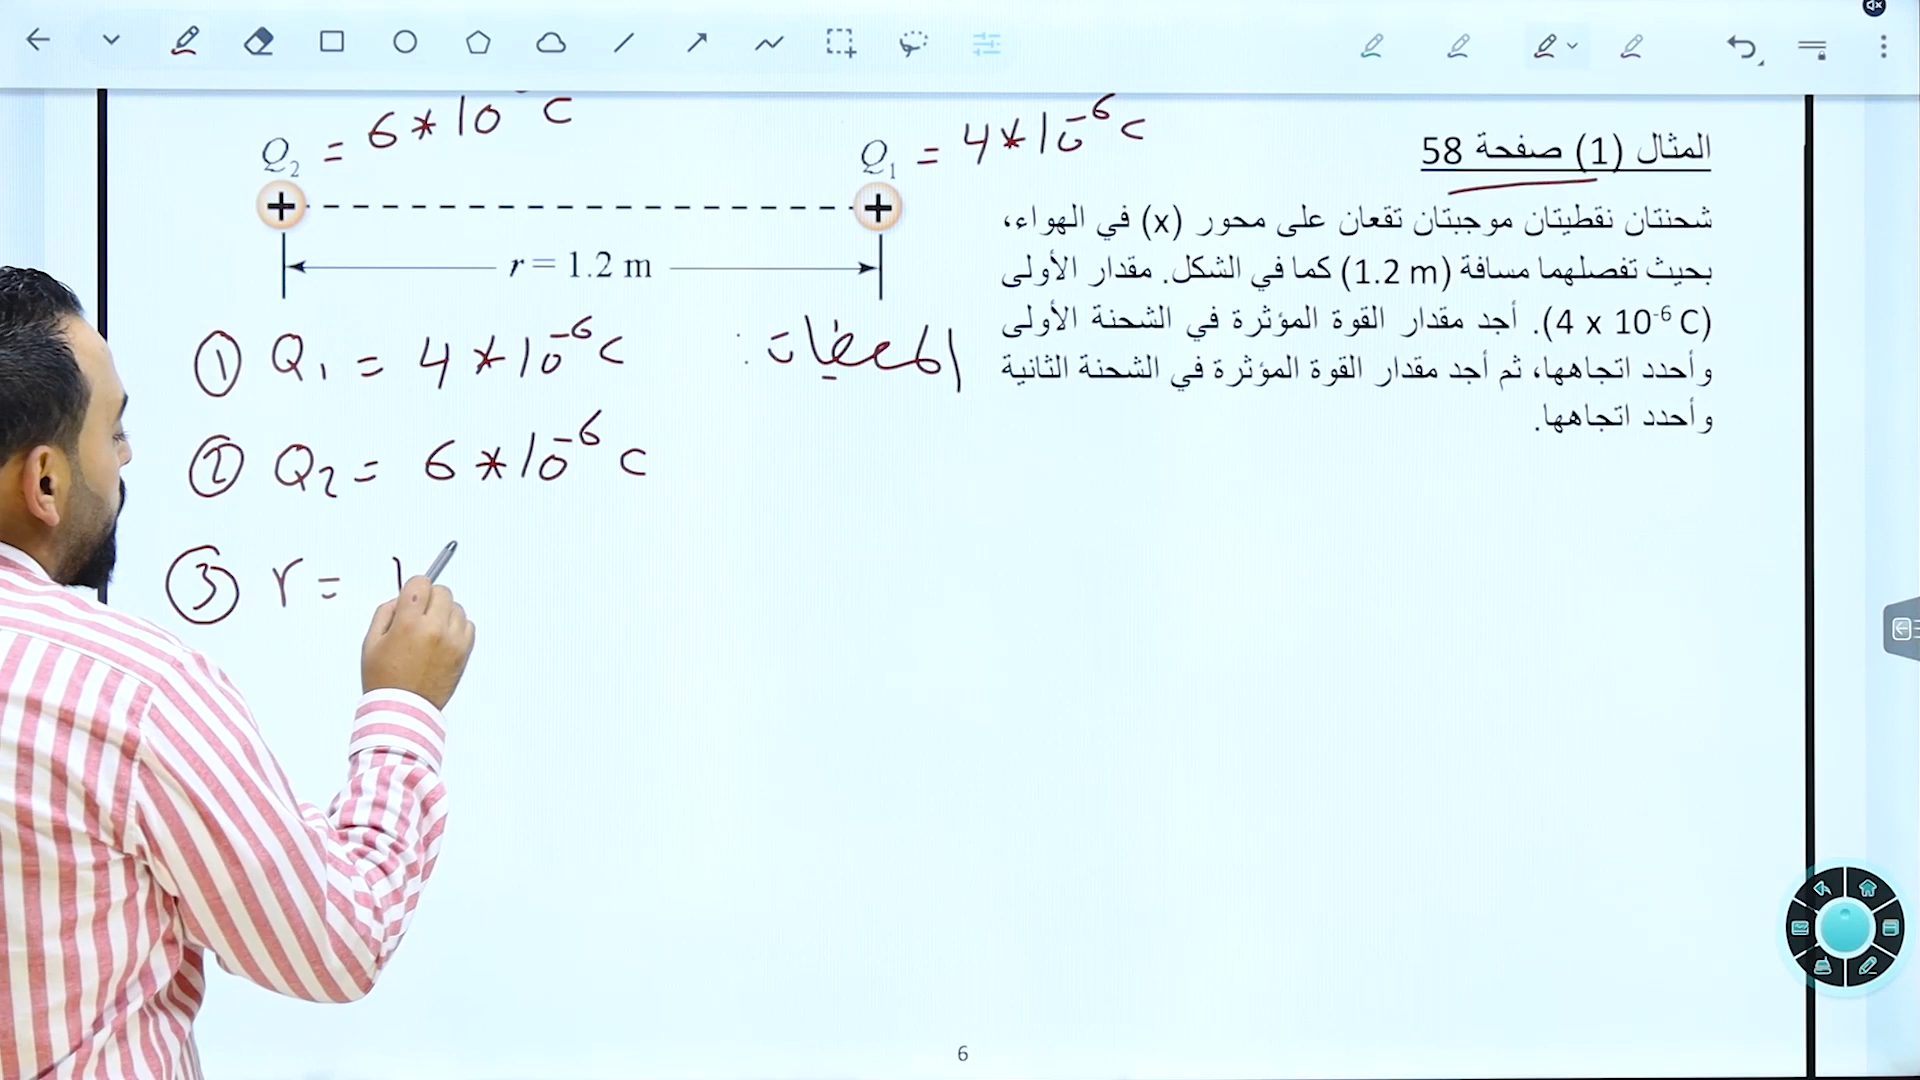 المثال (1) صفحة 58
شحنتان نقطيتان موجبتان تقعان على محور (x) في الهواء،
بحيث تفصلهما مسافة (1.2 m) كما في الشكل. مقدار الأولى
(4 x 10⁻⁶ C). أجد مقدار القوة المؤثرة في الشحنة الأولى
وأحدد اتجاهها، ثم أجد مقدار القوة المؤثرة في الشحنة الثانية
وأحدد اتجاهها.
Q₁ = 4*10⁻⁶ C
Q₂ = 6*10 C
r = 1.2 m
المعطيات :
① Q₁ = 4*10⁻⁶ C
② Q₂ = 6*10⁻⁶ C
③ r = 1
6